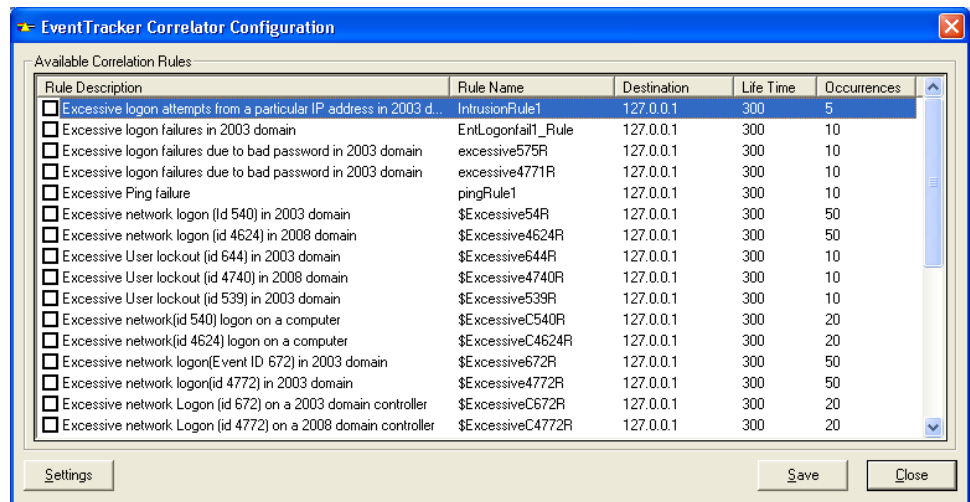 EventTracker Correlator Configuration
Available Correlation Rules
Rule Description Rule Name Destination Life Time Occurrences
Excessive logon attempts from a particular IP address in 2003 d... IntrusionRule1 127.0.0.1 300 5
Excessive logon failures in 2003 domain EntLogonfail1_Rule 127.0.0.1 300 10
Excessive logon failures due to bad password in 2003 domain excessive575R 127.0.0.1 300 10
Excessive logon failures due to bad password in 2003 domain excessive4771R 127.0.0.1 300 10
Excessive Ping failure pingRule1 127.0.0.1 300 10
Excessive network logon (Id 540) in 2003 domain $Excessive54R 127.0.0.1 300 50
Excessive network logon (id 4624) in 2008 domain $Excessive4624R 127.0.0.1 300 50
Excessive User lockout (id 644) in 2003 domain $Excessive644R 127.0.0.1 300 10
Excessive User lockout (id 4740) in 2008 domain $Excessive4740R 127.0.0.1 300 10
Excessive User lockout (id 539) in 2003 domain $Excessive539R 127.0.0.1 300 10
Excessive network(id 540) logon on a computer $ExcessiveC540R 127.0.0.1 300 20
Excessive network(id 4624) logon on a computer $ExcessiveC4624R 127.0.0.1 300 20
Excessive network logon(Event ID 672) in 2003 domain $Excessive672R 127.0.0.1 300 50
Excessive network logon(id 4772) in 2003 domain $Excessive4772R 127.0.0.1 300 50
Excessive network Logon (id 672) on a 2003 domain controller $ExcessiveC672R 127.0.0.1 300 20
Excessive network Logon (id 4772) on a 2008 domain controller $ExcessiveC4772R 127.0.0.1 300 20
Settings Save Close